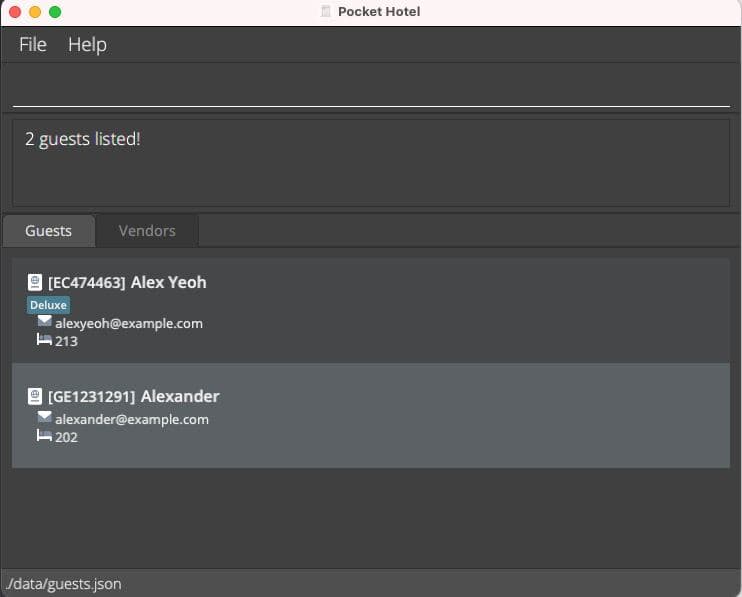 Pocket Hotel
File Help
2 guests listed!
Guests Vendors
[EC474463] Alex Yeoh
Deluxe
alexyeoh@example.com
213
[GE1231291] Alexander
alexander@example.com
202
./data/guests.json